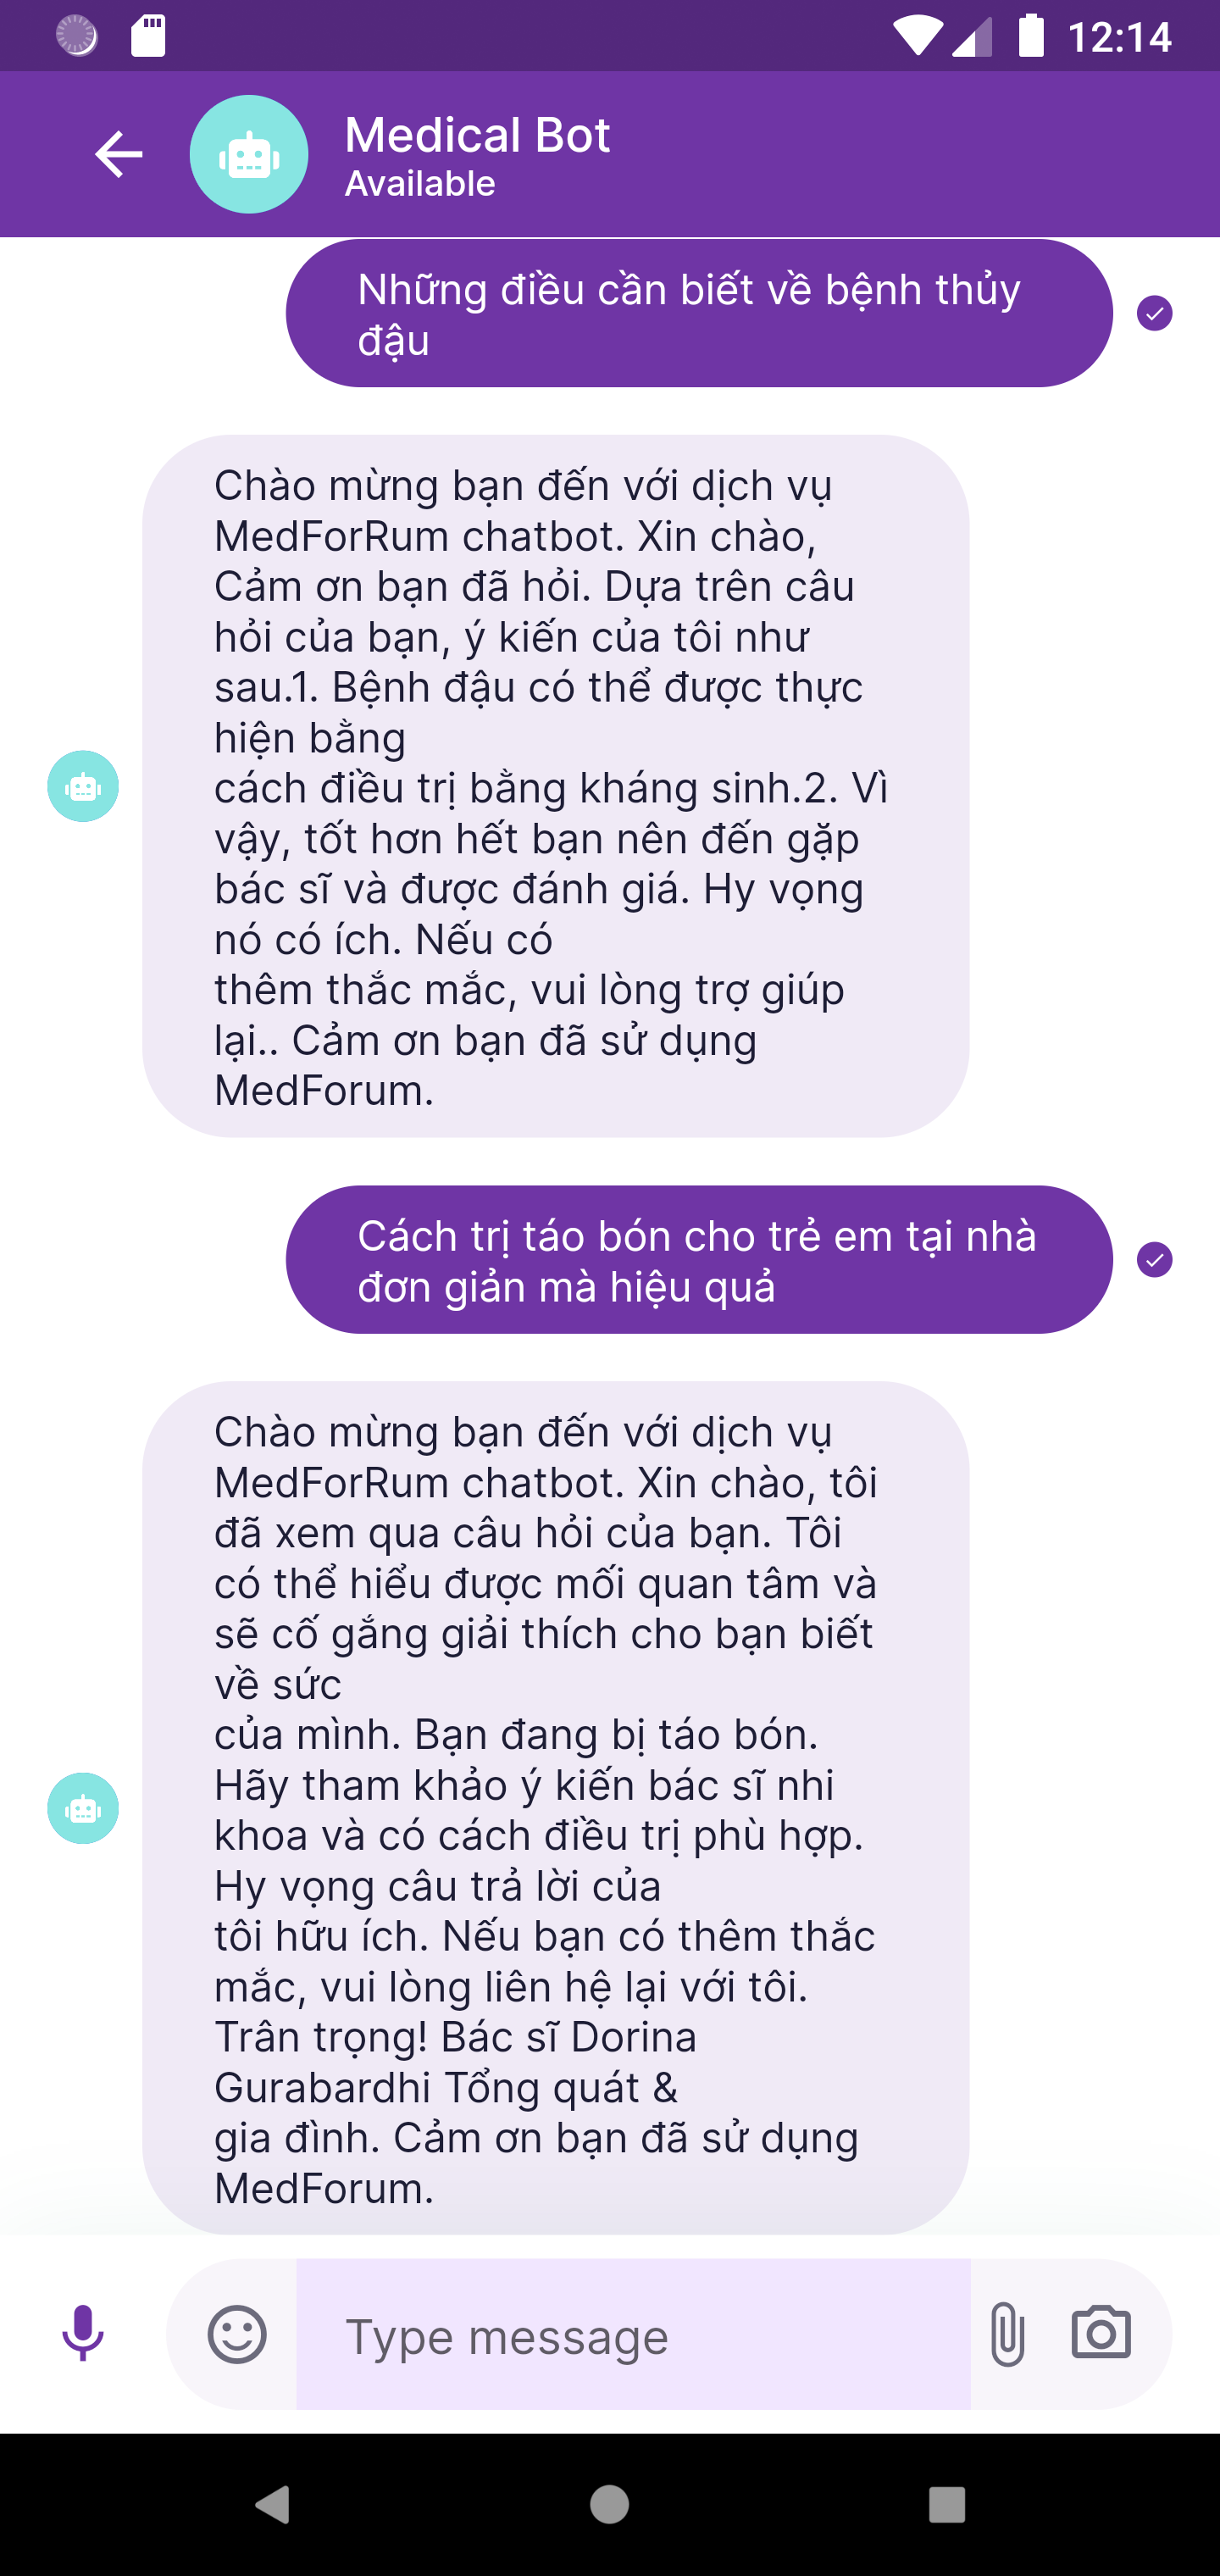 12:14
Medical Bot
Available
Những điều cần biết về bệnh thủy
đậu
Chào mừng bạn đến với dịch vụ
MedForRum chatbot. Xin chào,
Cảm ơn bạn đã hỏi. Dựa trên câu
hỏi của bạn, ý kiến của tôi như
sau.1. Bệnh đậu có thể được thực
hiện bằng
cách điều trị bằng kháng sinh.2. Vì
vậy, tốt hơn hết bạn nên đến gặp
bác sĩ và được đánh giá. Hy vọng
nó có ích. Nếu có
thêm thắc mắc, vui lòng trợ giúp
lại.. Cảm ơn bạn đã sử dụng
MedForum.
Cách trị táo bón cho trẻ em tại nhà
đơn giản mà hiệu quả
Chào mừng bạn đến với dịch vụ
MedForRum chatbot. Xin chào, tôi
đã xem qua câu hỏi của bạn. Tôi
có thể hiểu được mối quan tâm và
sẽ cố gắng giải thích cho bạn biết
về sức
của mình. Bạn đang bị táo bón.
Hãy tham khảo ý kiến bác sĩ nhi
khoa và có cách điều trị phù hợp.
Hy vọng câu trả lời của
tôi hữu ích. Nếu bạn có thêm thắc
mắc, vui lòng liên hệ lại với tôi.
Trân trọng! Bác sĩ Dorina
Gurabardhi Tổng quát &
gia đình. Cảm ơn bạn đã sử dụng
MedForum.
Type message